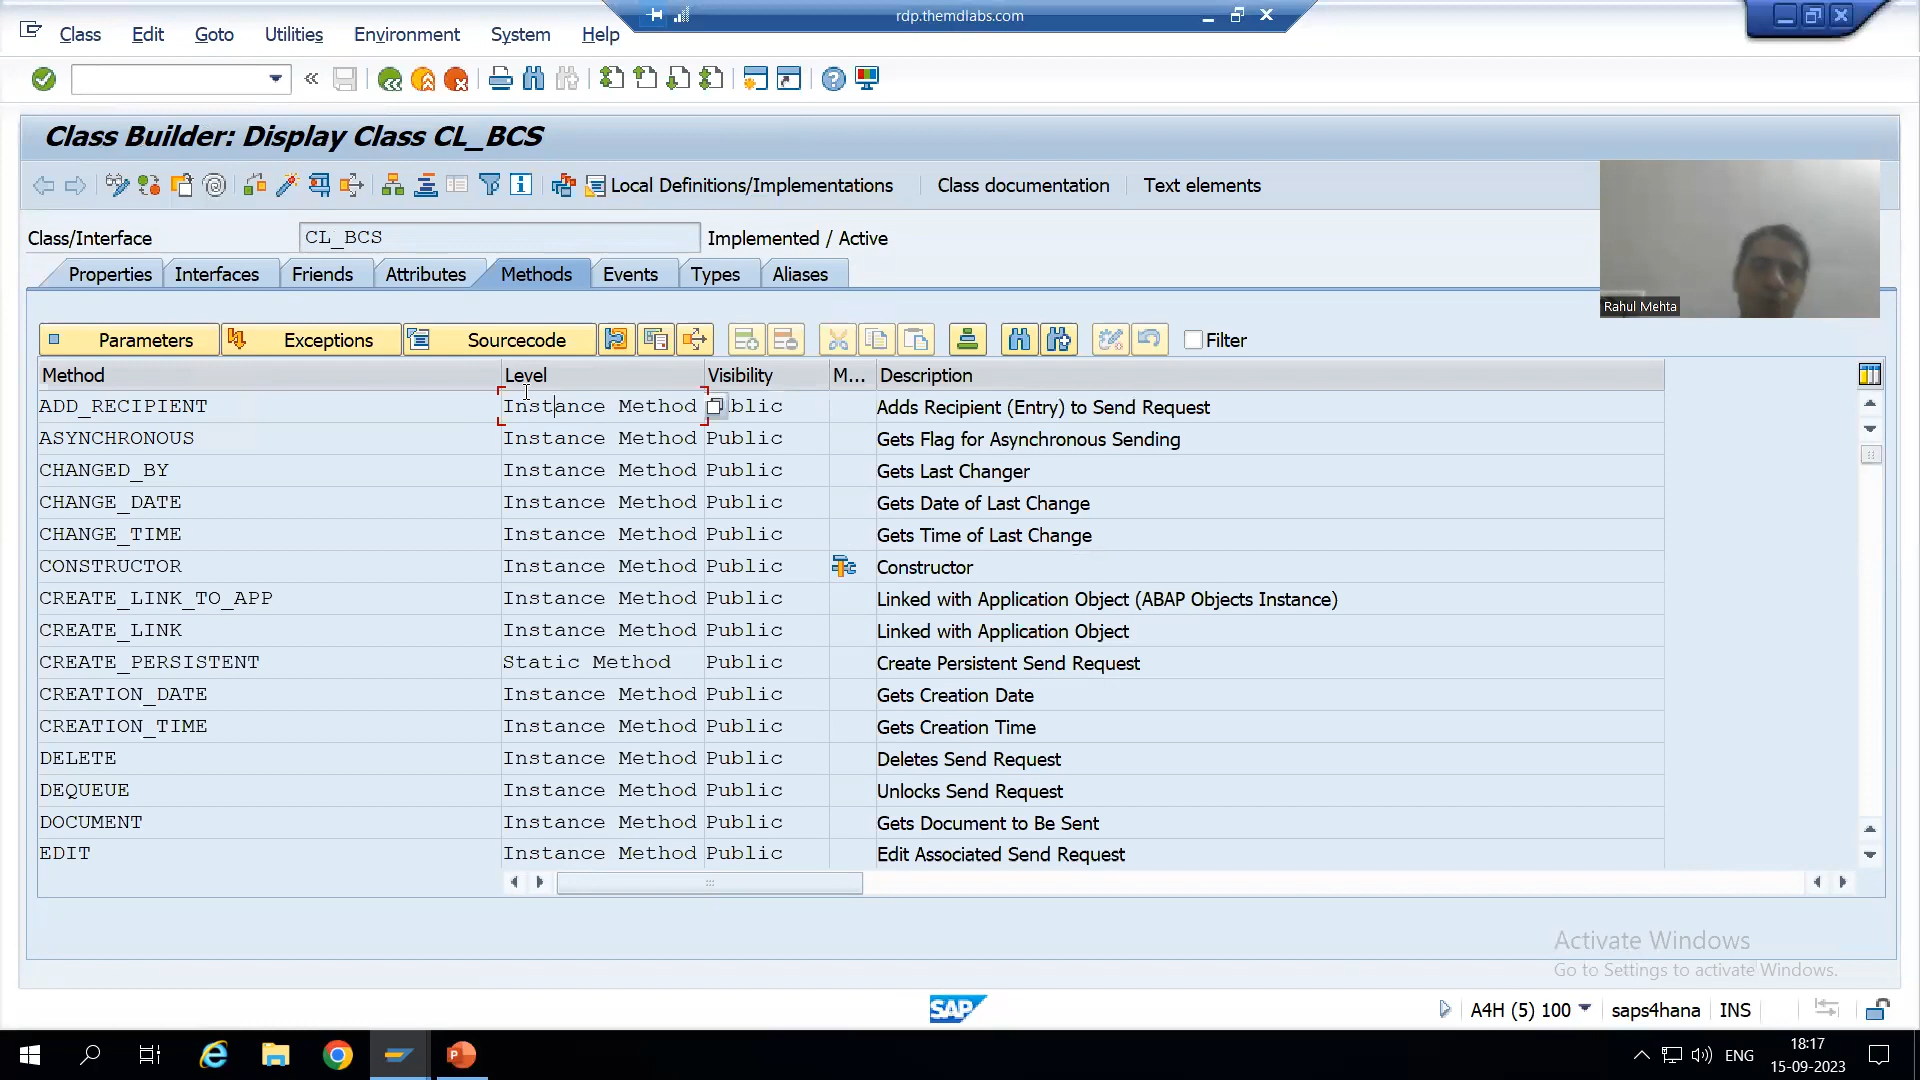 rdp.themdlabs.com
Class Edit Goto Utilities Environment System Help
Class Builder: Display Class CL_BCS
Local Definitions/Implementations Class documentation Text elements
Class/Interface CL_BCS Implemented / Active
Properties Interfaces Friends Attributes Methods Events Types Aliases
Rahul Mehta
Parameters Exceptions Sourcecode Filter
Method Level Visibility M... Description
ADD_RECIPIENT Instance Method blic Adds Recipient (Entry) to Send Request
ASYNCHRONOUS Instance Method Public Gets Flag for Asynchronous Sending
CHANGED_BY Instance Method Public Gets Last Changer
CHANGE_DATE Instance Method Public Gets Date of Last Change
CHANGE_TIME Instance Method Public Gets Time of Last Change
CONSTRUCTOR Instance Method Public Constructor
CREATE_LINK_TO_APP Instance Method Public Linked with Application Object (ABAP Objects Instance)
CREATE_LINK Instance Method Public Linked with Application Object
CREATE_PERSISTENT Static Method Public Create Persistent Send Request
CREATION_DATE Instance Method Public Gets Creation Date
CREATION_TIME Instance Method Public Gets Creation Time
DELETE Instance Method Public Deletes Send Request
DEQUEUE Instance Method Public Unlocks Send Request
DOCUMENT Instance Method Public Gets Document to Be Sent
EDIT Instance Method Public Edit Associated Send Request
Activate Windows
Go to Settings to activate Windows.
SAP A4H (5) 100 saps4hana INS
ENG 18:17
15-09-2023